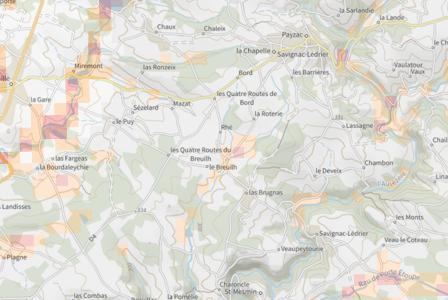 la Sarlandie
Chaux
Chaleix
la Lande
Payzac
la Chapelle
Savignac-Lédrier
Miremont
las Ronzeix
Bord
les Barrières
Vaulatour
Vaux
la Gare
Mazat
les Quatre Routes de
Bord
Sézelard
le Puy
la Roterie
Rhé
Lassagne
les Quatre Routes du
Breuilh
le Breuilh
las Fargeas
la Bourdaleychie
Chambon
le Deveix
las Brugnas
Landisses
les Monts
D4
Savignac-Lédrier
Veau le Coteau
Veaupeytourie
Plagne
Charoncle
St Mesmin
las Combas
la Pomélie